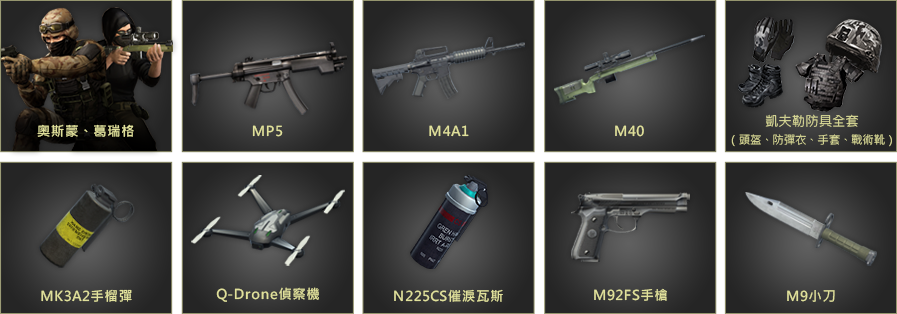 奧斯蒙、葛瑞格
MP5
M4A1
M40
凱夫勒防具全套
( 頭盔、防彈衣、手套、戰術靴 )
MK3A2手榴彈
Q-Drone偵察機
N225CS催淚瓦斯
M92FS手槍
M9小刀